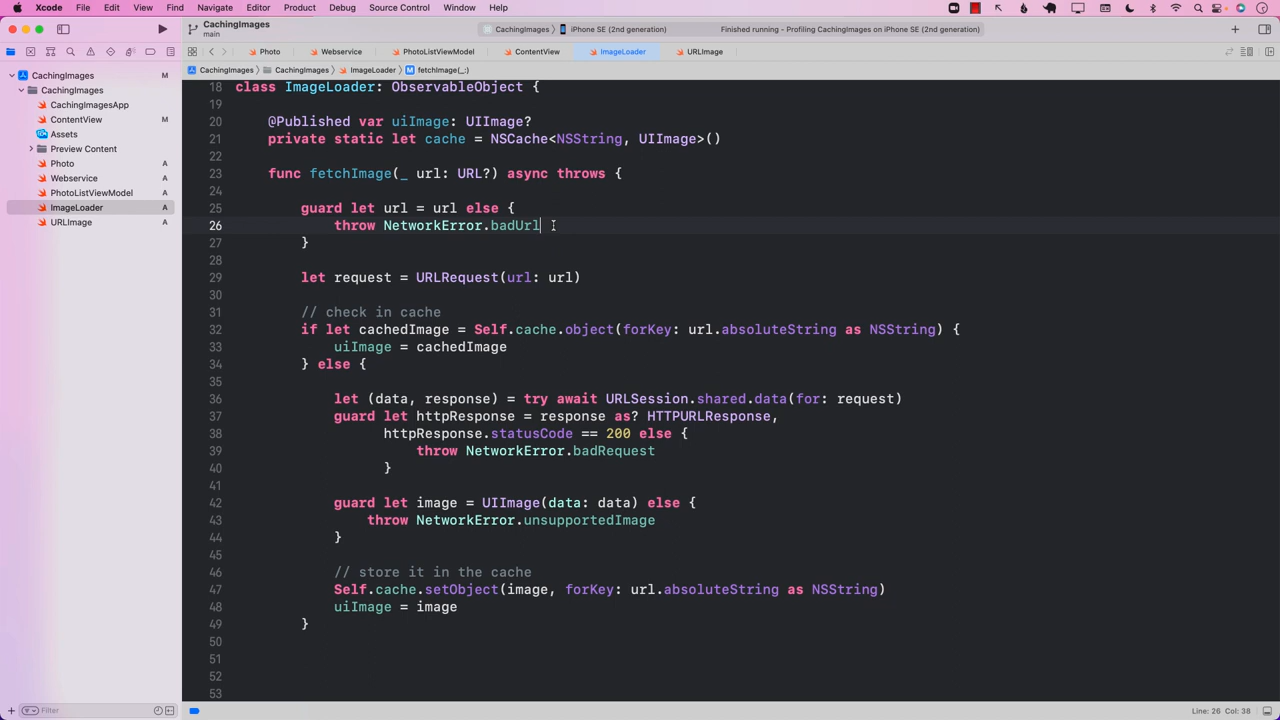 Xcode File Edit View Find Navigate Editor Product Debug Source Control Window Help
CachingImages
main
CachingImages 〉 iPhone SE (2nd generation)
Finished running - Profiling CachingImages on iPhone SE (2nd generation)
Photo Webservice PhotoListViewModel ContentView ImageLoader URLImage
CachingImages 〉 CachingImages 〉 ImageLoader 〉 M fetchImage(_:)
CachingImages M
CachingImages
CachingImagesApp
ContentView M
Assets
Preview Content
Photo A
Webservice A
PhotoListViewModel A
ImageLoader A
URLImage A
Filter
18 class ImageLoader: ObservableObject {
19
20 @Published var uiImage: UIImage?
21 private static let cache = NSCache<NSString, UIImage>()
22
23 func fetchImage(_ url: URL?) async throws {
24
25 guard let url = url else {
26 throw NetworkError.badUrl
27 }
28
29 let request = URLRequest(url: url)
30
31 // check in cache
32 if let cachedImage = Self.cache.object(forKey: url.absoluteString as NSString) {
33 uiImage = cachedImage
34 } else {
35
36 let (data, response) = try await URLSession.shared.data(for: request)
37 guard let httpResponse = response as? HTTPURLResponse,
38 httpResponse.statusCode == 200 else {
39 throw NetworkError.badRequest
40 }
41
42 guard let image = UIImage(data: data) else {
43 throw NetworkError.unsupportedImage
44 }
45
46 // store it in the cache
47 Self.cache.setObject(image, forKey: url.absoluteString as NSString)
48 uiImage = image
49 }
50
51
52
53
Line: 26 Col: 38